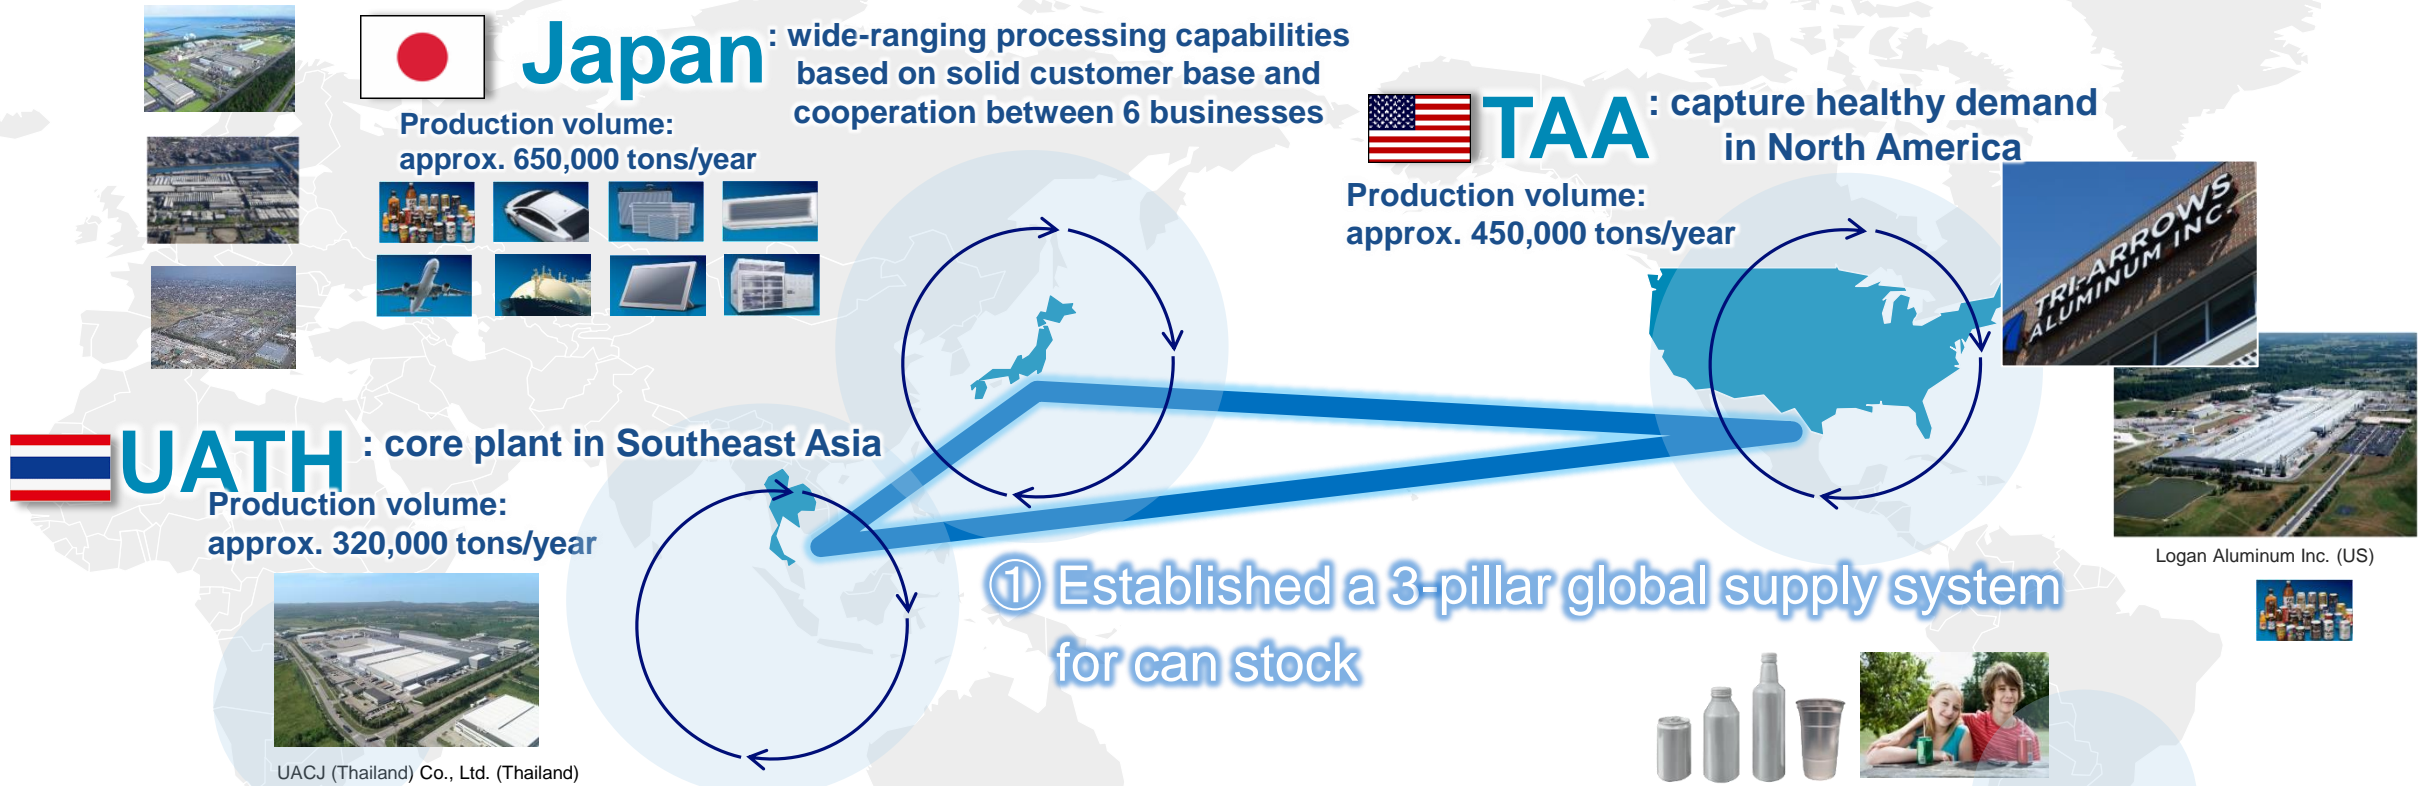 Japan : wide-ranging processing capabilities
based on solid customer base and
cooperation between 6 businesses
Production volume:
approx. 650,000 tons/year
TAA : capture healthy demand
in North America
Production volume:
approx. 450,000 tons/year
TRI-ARROWS
ALUMINUM INC.
Logan Aluminum Inc. (US)
UATH : core plant in Southeast Asia
Production volume:
approx. 320,000 tons/year
UACJ (Thailand) Co., Ltd. (Thailand)
① Established a 3-pillar global supply system
for can stock